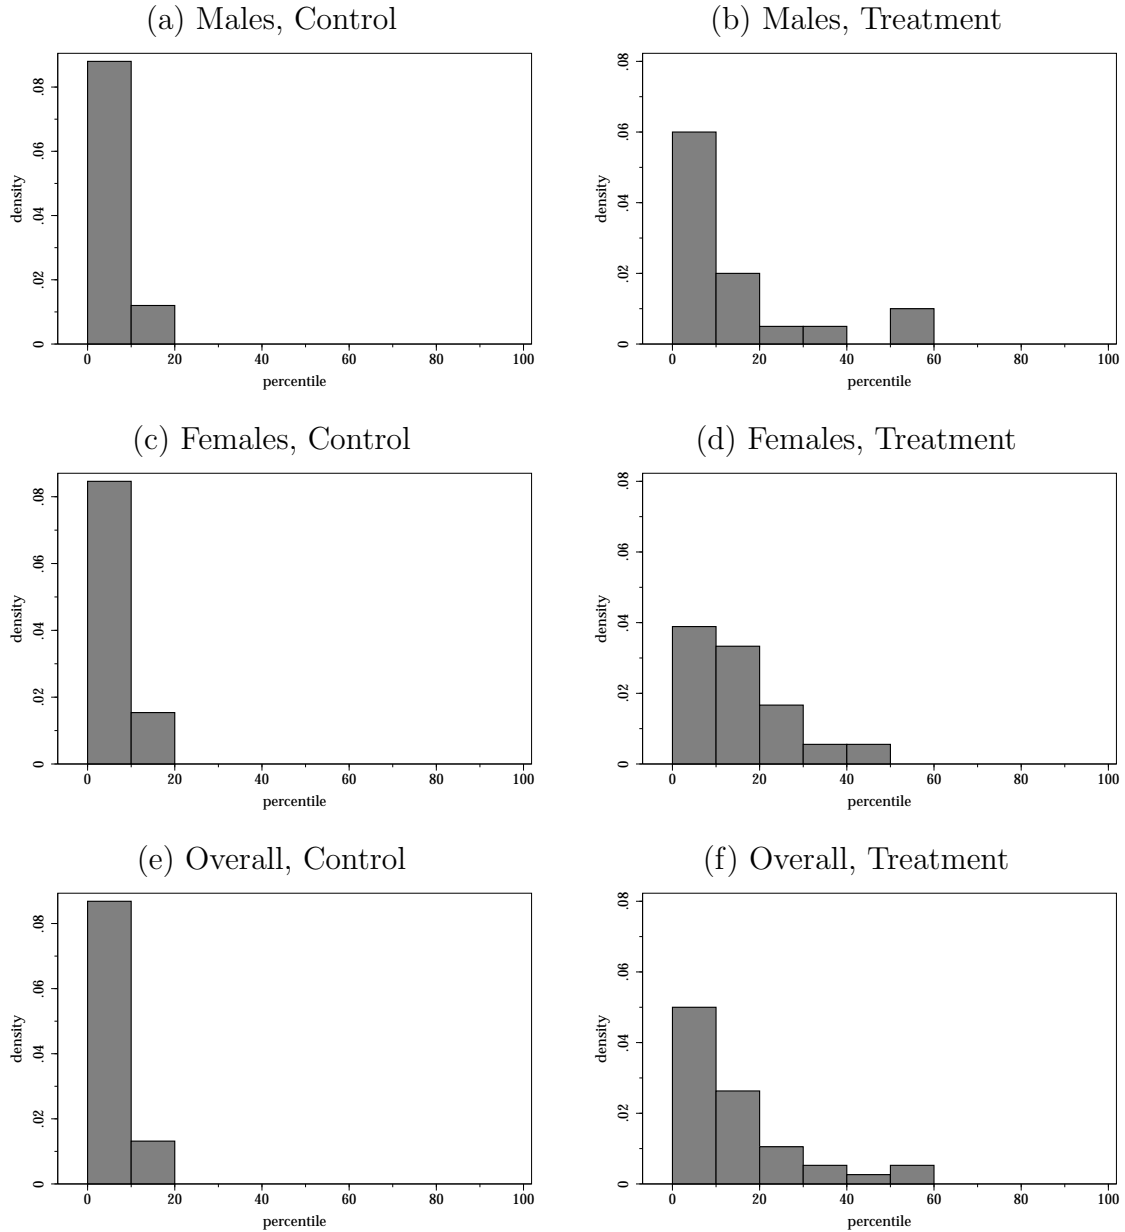 (a) Males, Control
density
0 .02 .04 .06 .08
0 20 40 60 80 100
percentile
(b) Males, Treatment
density
0 .02 .04 .06 .08
0 20 40 60 80 100
percentile
(c) Females, Control
density
0 .02 .04 .06 .08
0 20 40 60 80 100
percentile
(d) Females, Treatment
density
0 .02 .04 .06 .08
0 20 40 60 80 100
percentile
(e) Overall, Control
density
0 .02 .04 .06 .08
0 20 40 60 80 100
percentile
(f) Overall, Treatment
density
0 .02 .04 .06 .08
0 20 40 60 80 100
percentile